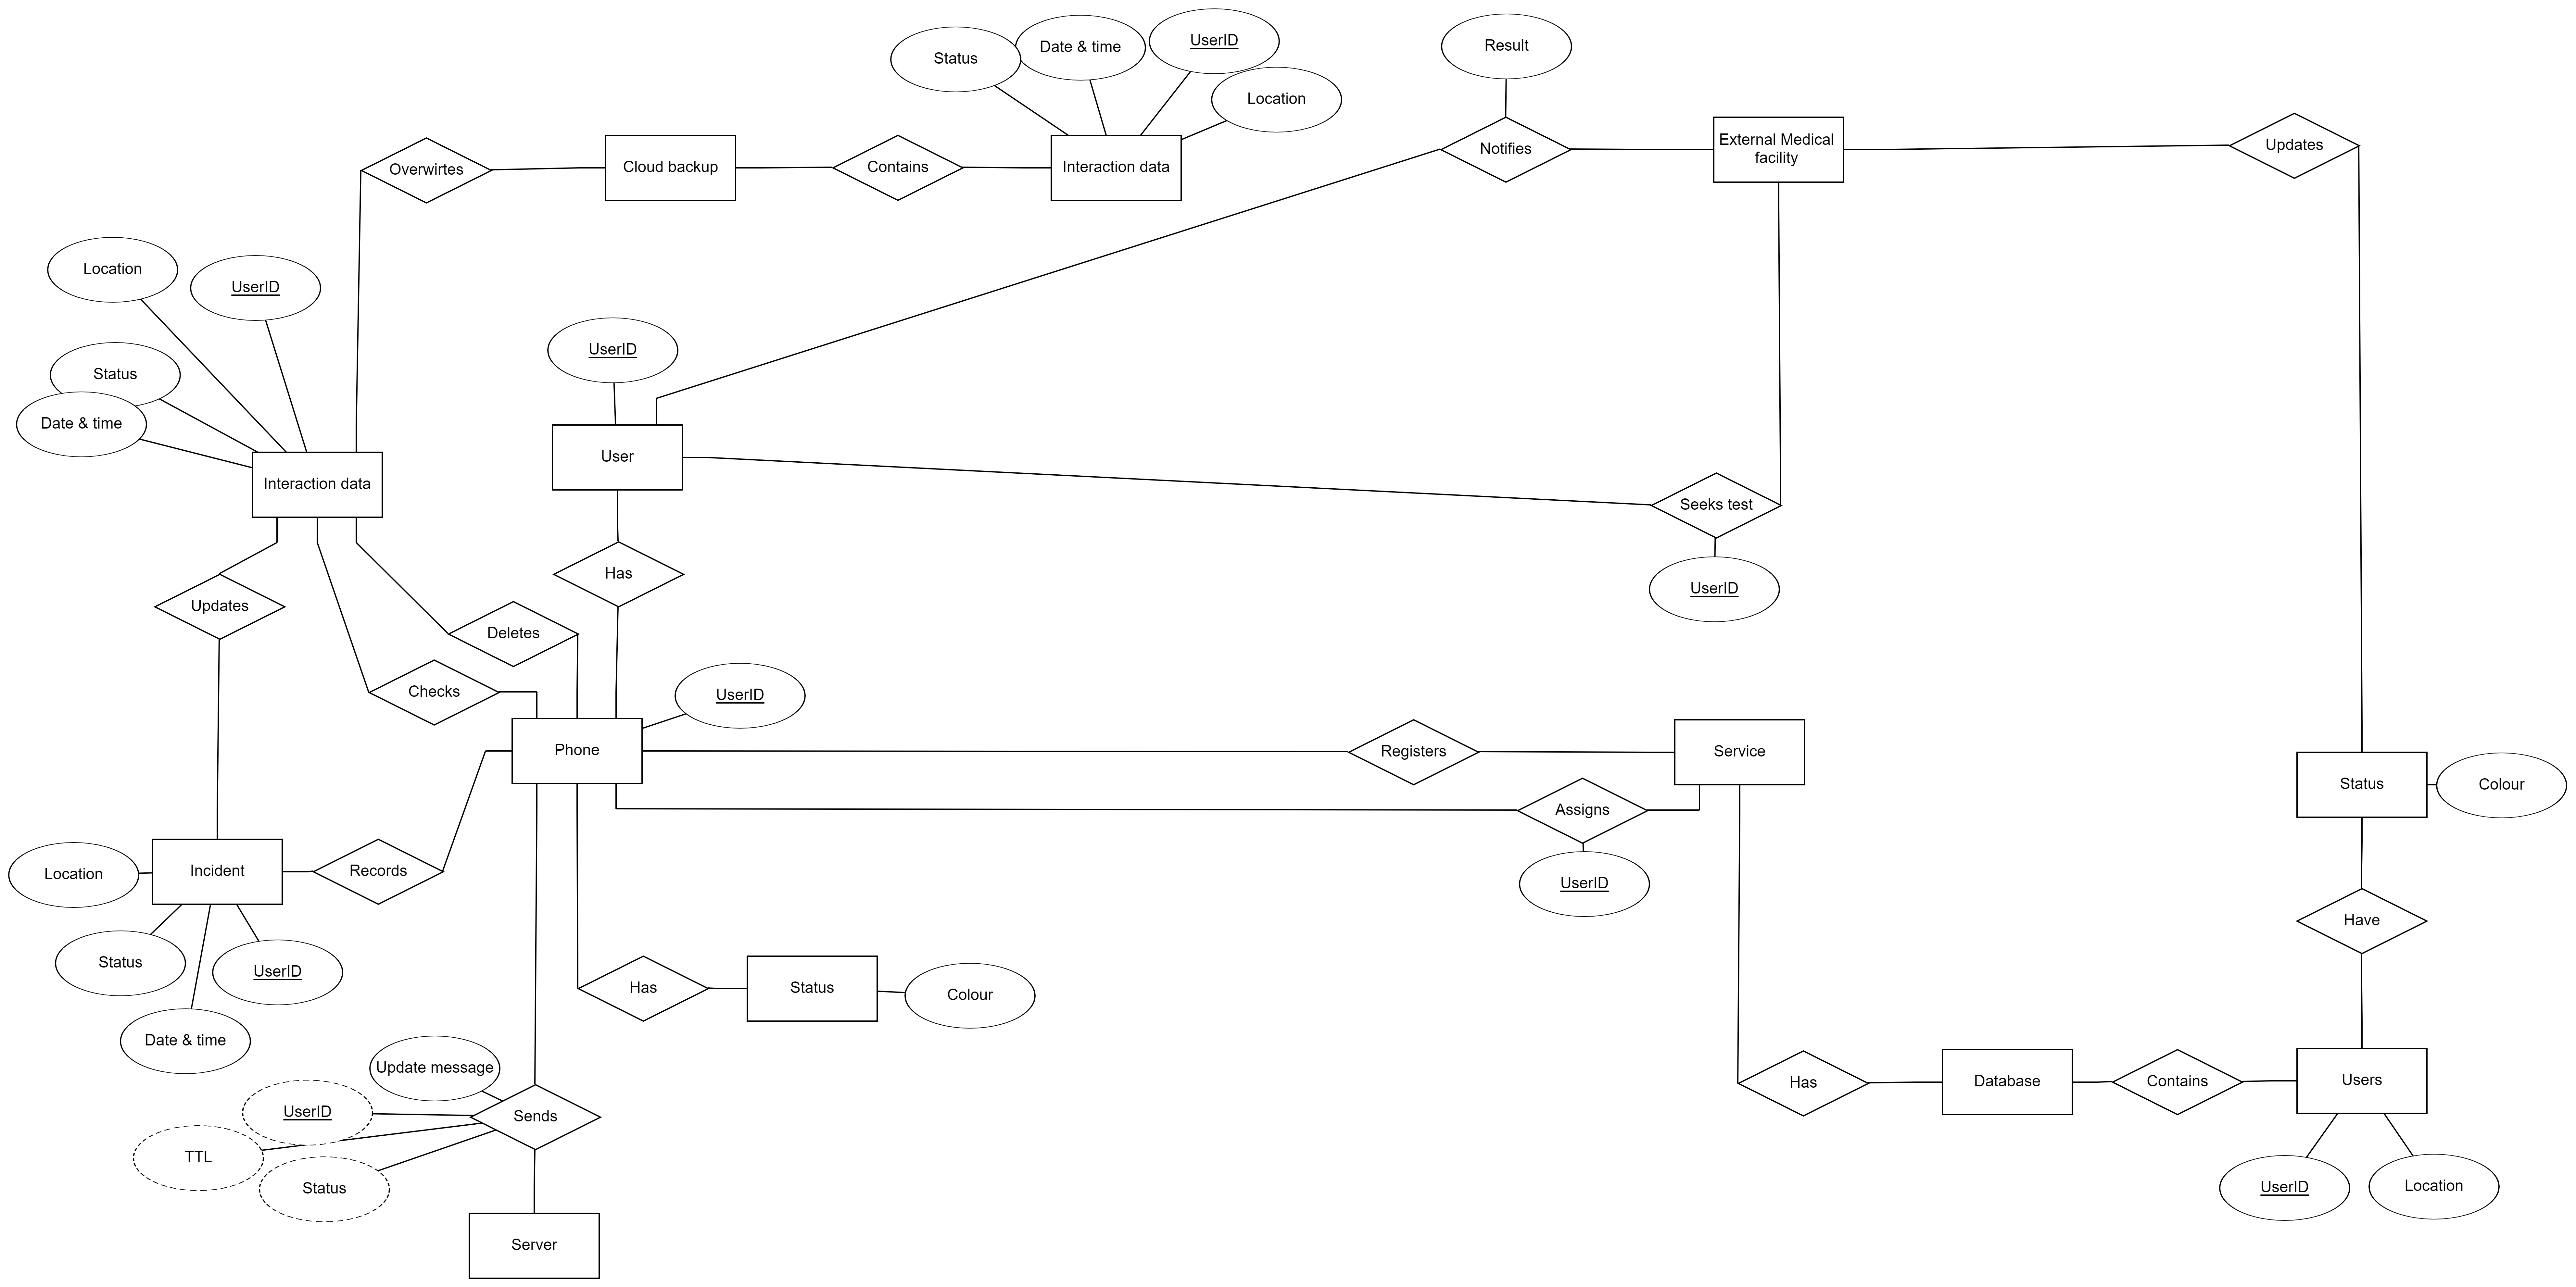 Status
Date & time
UserID
Location
Result
Overwirtes
Cloud backup
Contains
Interaction data
Notifies
External Medical
facility
Updates
Location
UserID
Status
Date & time
Interaction data
UserID
User
Seeks test
UserID
Has
Updates
Deletes
Checks
UserID
Phone
Registers
Service
Assigns
UserID
Status
Colour
Location
Incident
Records
Status
UserID
Date & time
Has
Status
Colour
Have
Update message
UserID
TTL
Status
Sends
Server
Has
Database
Contains
Users
UserID
Location